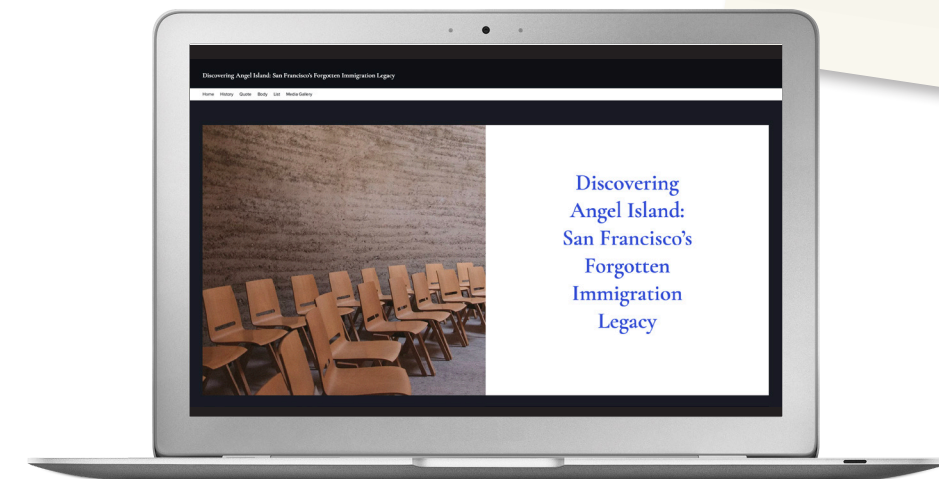 Discovering Angel Island: San Francisco's Forgotten Immigration Legacy
Home History Quote Body List Media Gallery
Discovering
Angel Island:
San Francisco's
Forgotten
Immigration
Legacy